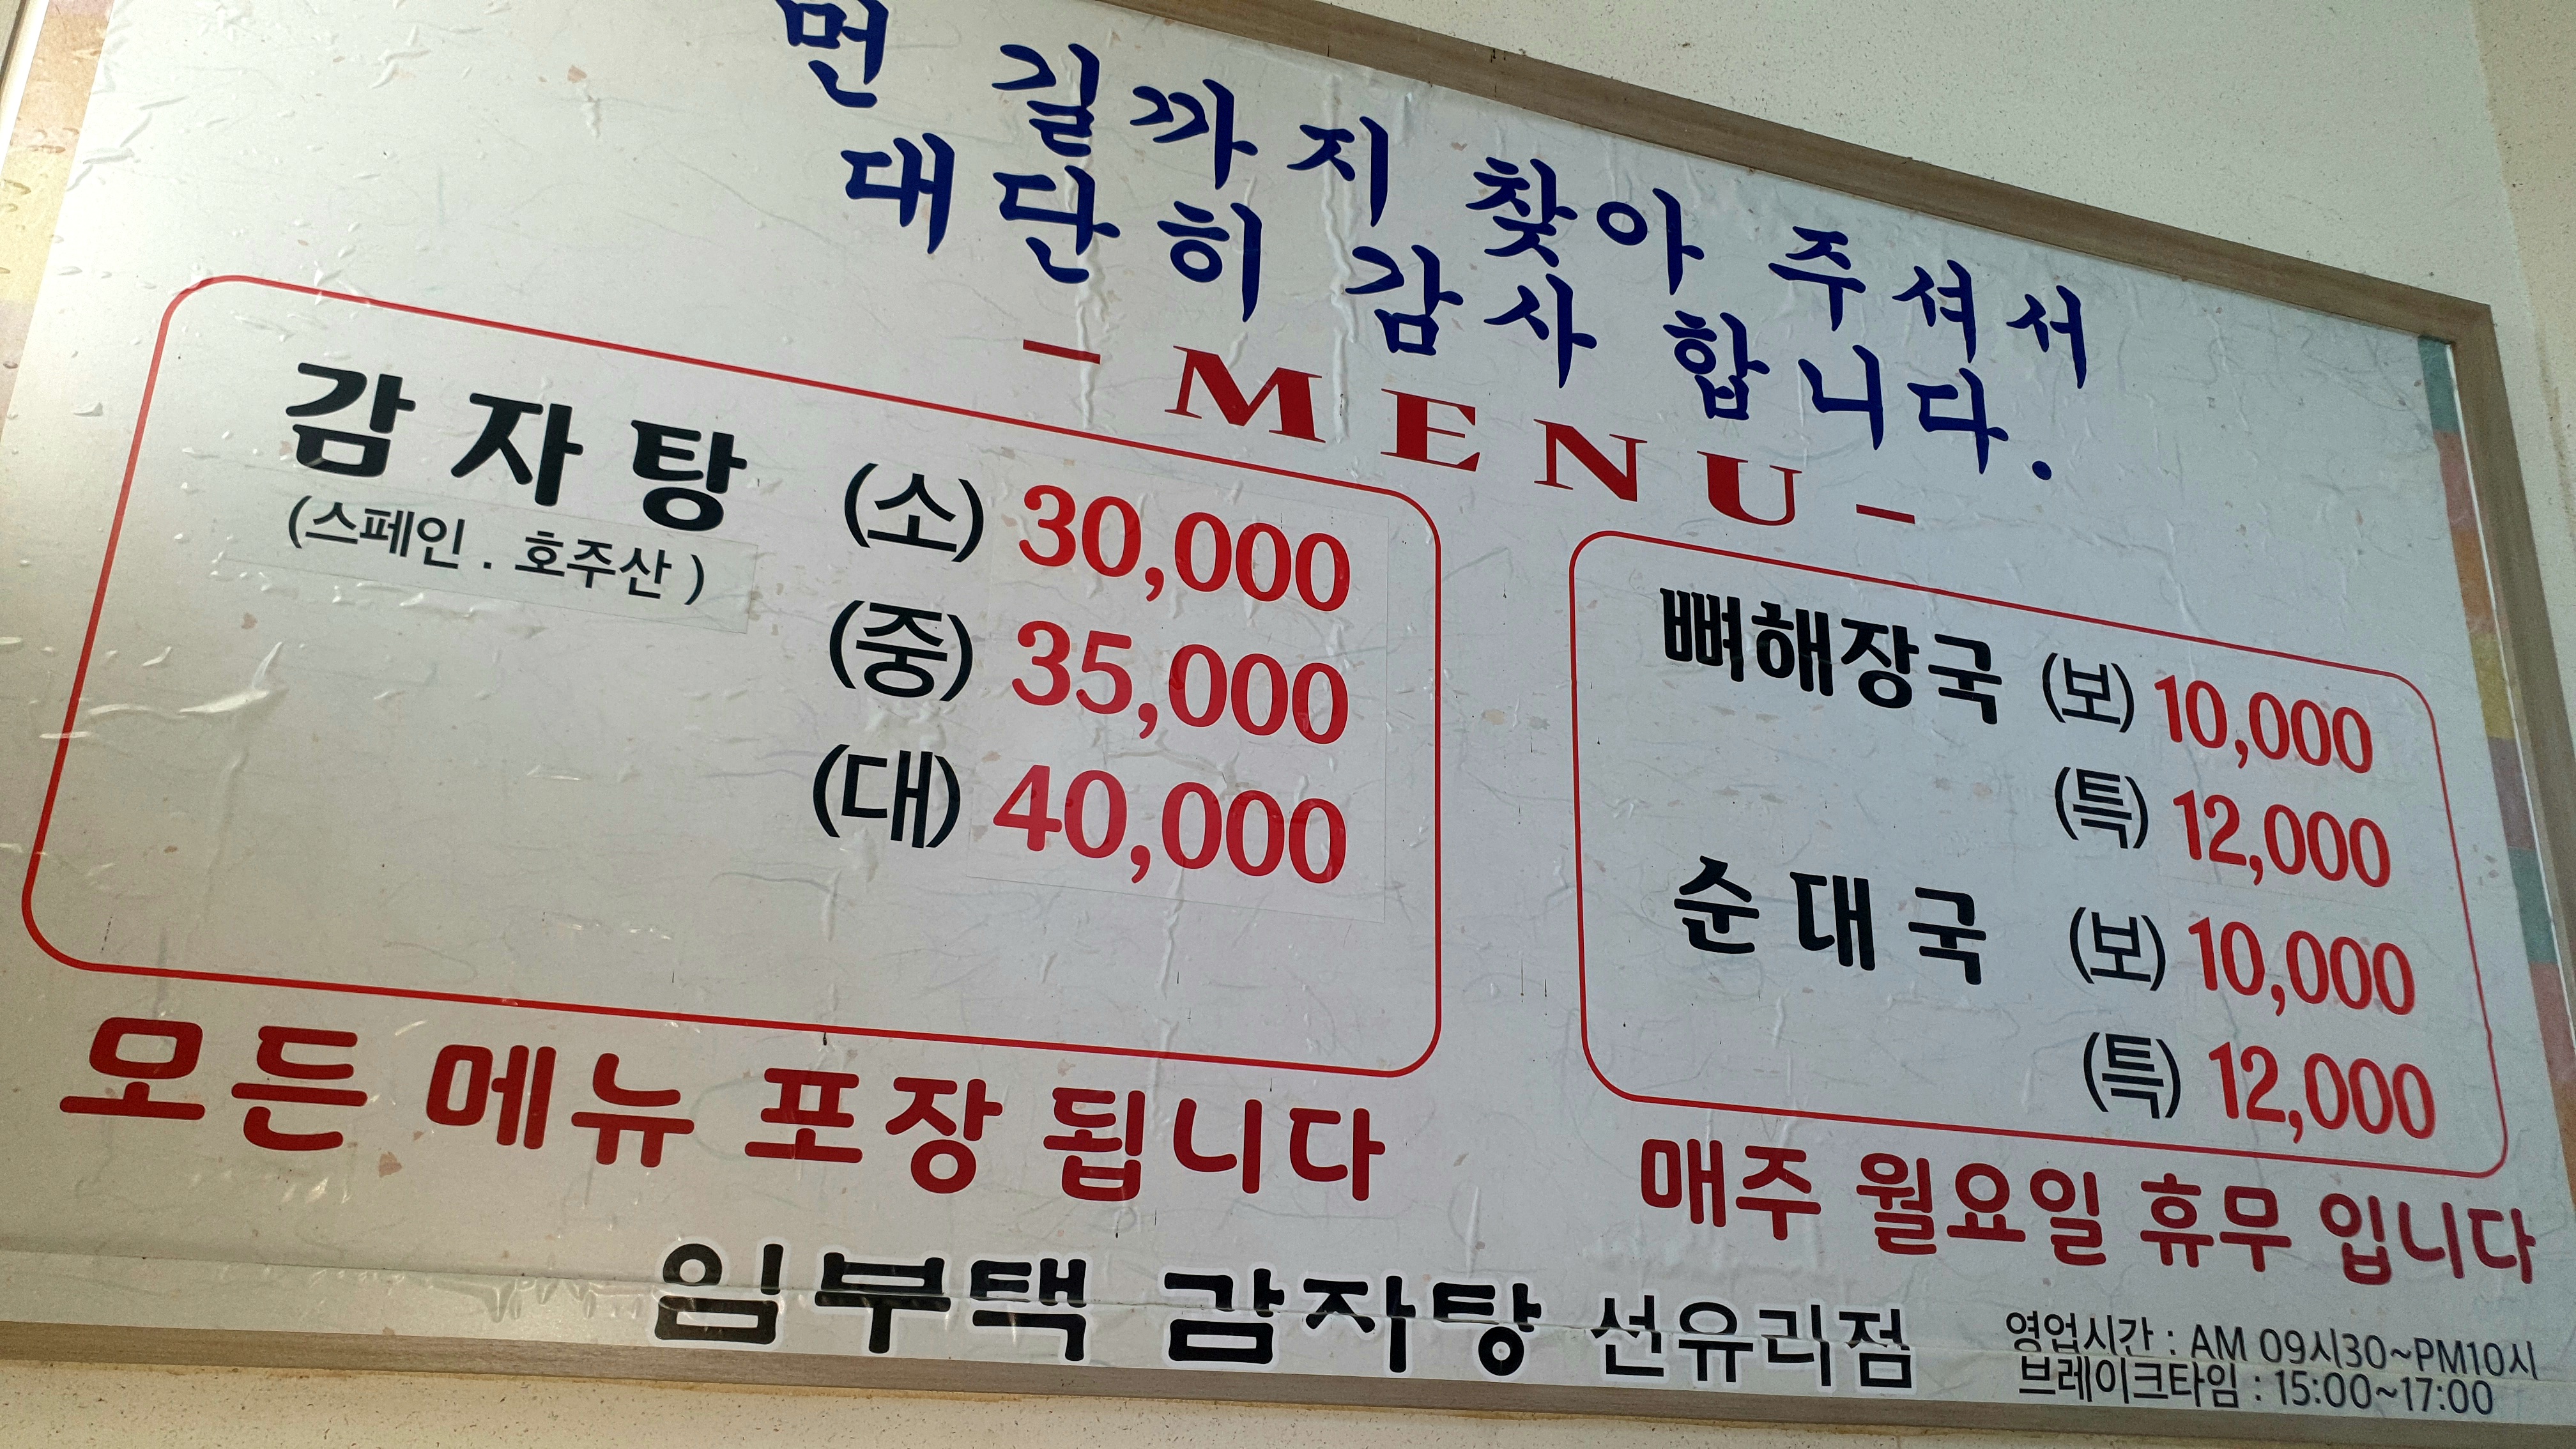 먼 길까지 찾아 주셔서
대단히 감사 합니다.
- MENU -
감자탕 (소) 30,000
(스페인 . 호주산)
(중) 35,000
(대) 40,000
뼈해장국 (보) 10,000
(특) 12,000
순대국 (보) 10,000
(특) 12,000
모든 메뉴 포장 됩니다
매주 월요일 휴무 입니다
임부택 감자탕 선유리점
영업시간 : AM 09시30~PM10시
브레이크타임 : 15:00~17:00